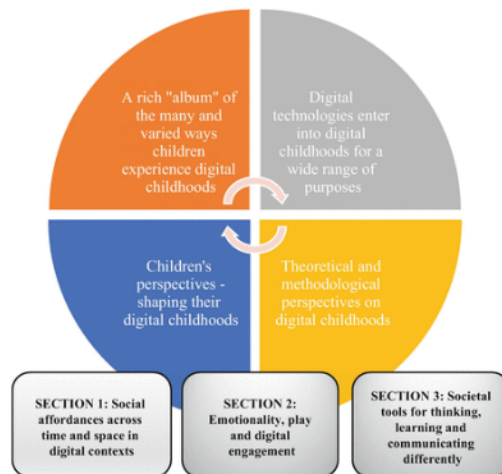 A rich "album" of
the many and
varied ways
children
experience digital
childhoods
Digital
technologies enter
into digital
childhoods for a
wide range of
purposes
Children's
perspectives -
shaping their
digital childhoods
Theoretical and
methodological
perspectives on
digital childhoods
SECTION 1: Social
affordances across
time and space in
digital contexts
SECTION 2:
Emotionality, play
and digital
engagement
SECTION 3: Societal
tools for thinking,
learning and
communicating
differently